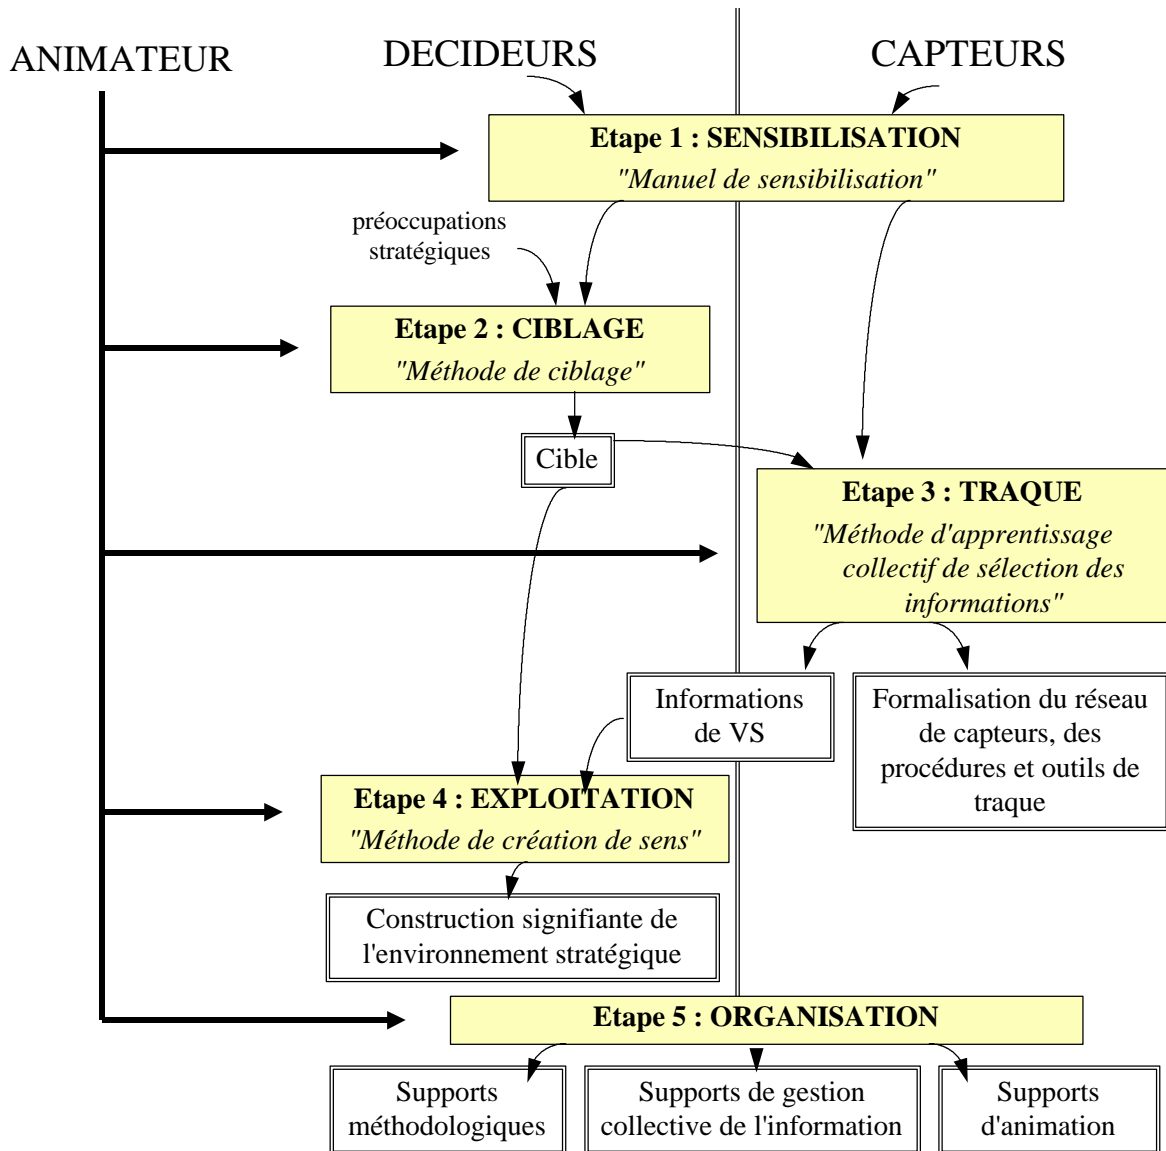 ANIMATEUR
DECIDEURS
CAPTEURS
Etape 1 : SENSIBILISATION
"Manuel de sensibilisation"
préoccupations
stratégiques
Etape 2 : CIBLAGE
"Méthode de ciblage"
Cible
Etape 3 : TRAQUE
"Méthode d'apprentissage
collectif de sélection des
informations"
Informations
de VS
Formalisation du réseau
de capteurs, des
procédures et outils de
traque
Etape 4 : EXPLOITATION
"Méthode de création de sens"
Construction signifiante de
l'environnement stratégique
Etape 5 : ORGANISATION
Supports
méthodologiques
Supports de gestion
collective de l'information
Supports
d'animation